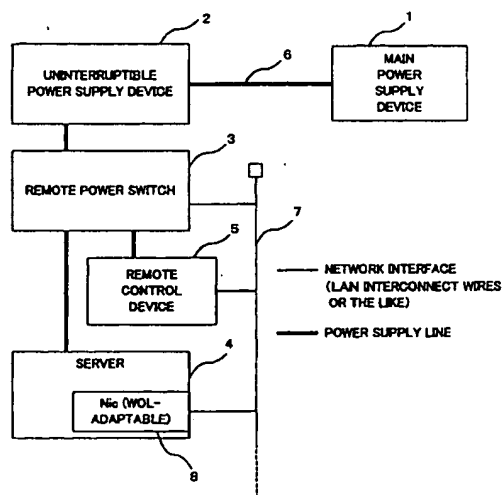 2
1
6
UNINTERRUPTIBLE
POWER SUPPLY DEVICE
MAIN
POWER
SUPPLY
DEVICE
3
REMOTE POWER SWITCH
7
5
REMOTE
CONTROL
DEVICE
NETWORK INTERFACE
(LAN INTERCONNECT WIRES
OR THE LIKE)
POWER SUPPLY LINE
4
SERVER
Nic (WOL-
ADAPTABLE)
8